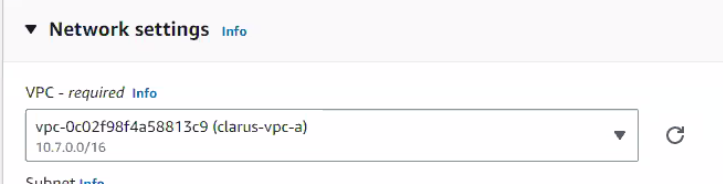 Network settings Info
VPC - required Info
vpc-0c02f98f4a58813c9 (clarus-vpc-a)
10.7.0.0/16
Subnet Info